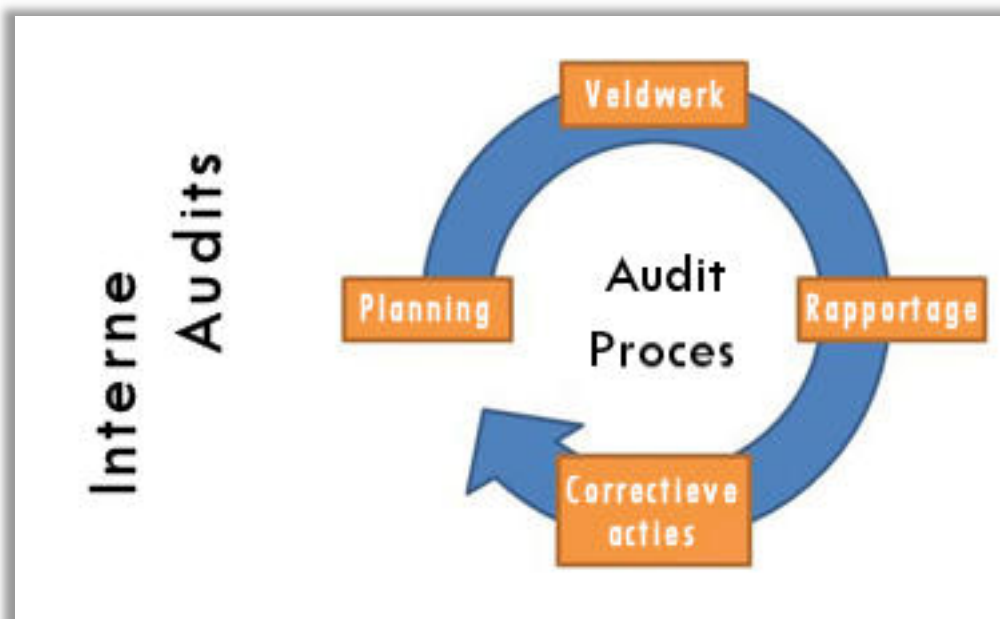 Interne
Audits
Veldwerk
Planning
Audit
Proces
Rapportage
Correctieve
acties